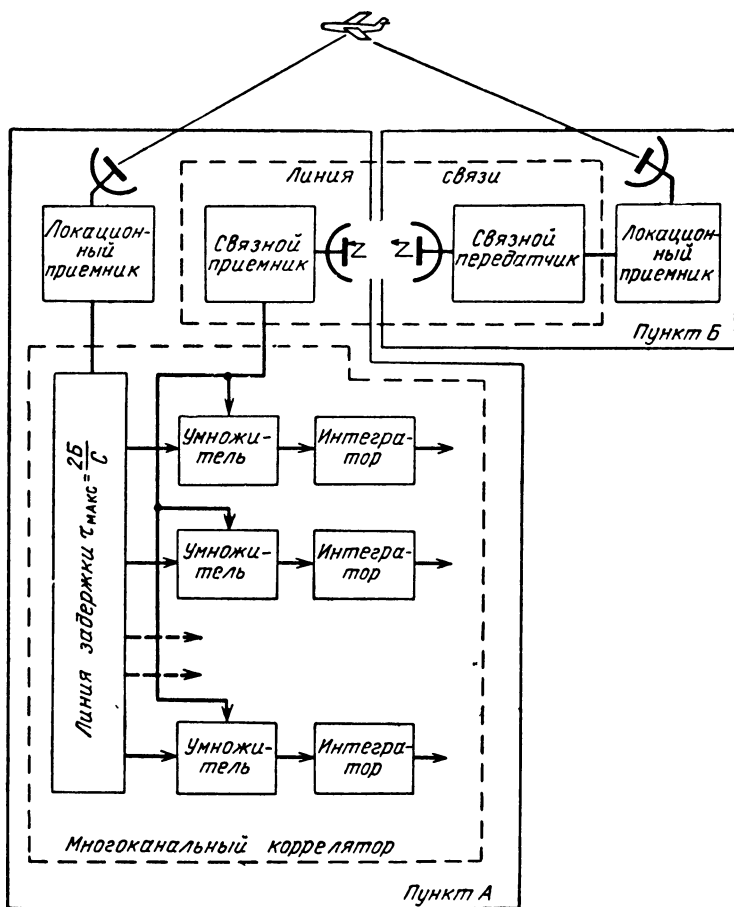 Линия связи
Локацион-
ный
приемник
Связной
приемник
Связной
передатчик
Локацион-
ный
приемник
Пункт Б
Линия задержки τмакс = 2Б/С
Умножи-
тель
Интегра-
тор
Умножи-
тель
Интегра-
тор
Умножи-
тель
Интегра-
тор
Многоканальный коррелятор
Пункт А